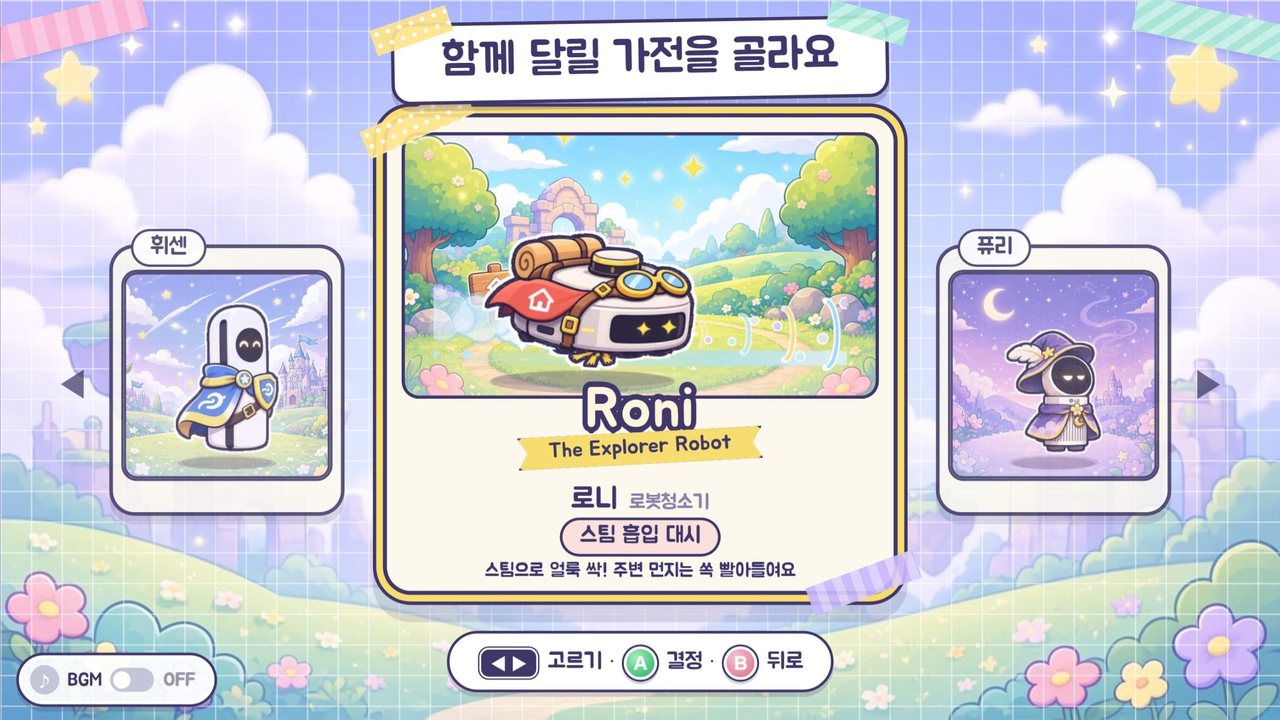 함께 달릴 가전을 골라요
휘센
퓨리
Roni
The Explorer Robot
로니 로봇청소기
스팀 흡입 대시
스팀으로 얼룩 싹! 주변 먼지는 쏙 빨아들여요
고르기 · A 결정 · B 뒤로
BGM OFF